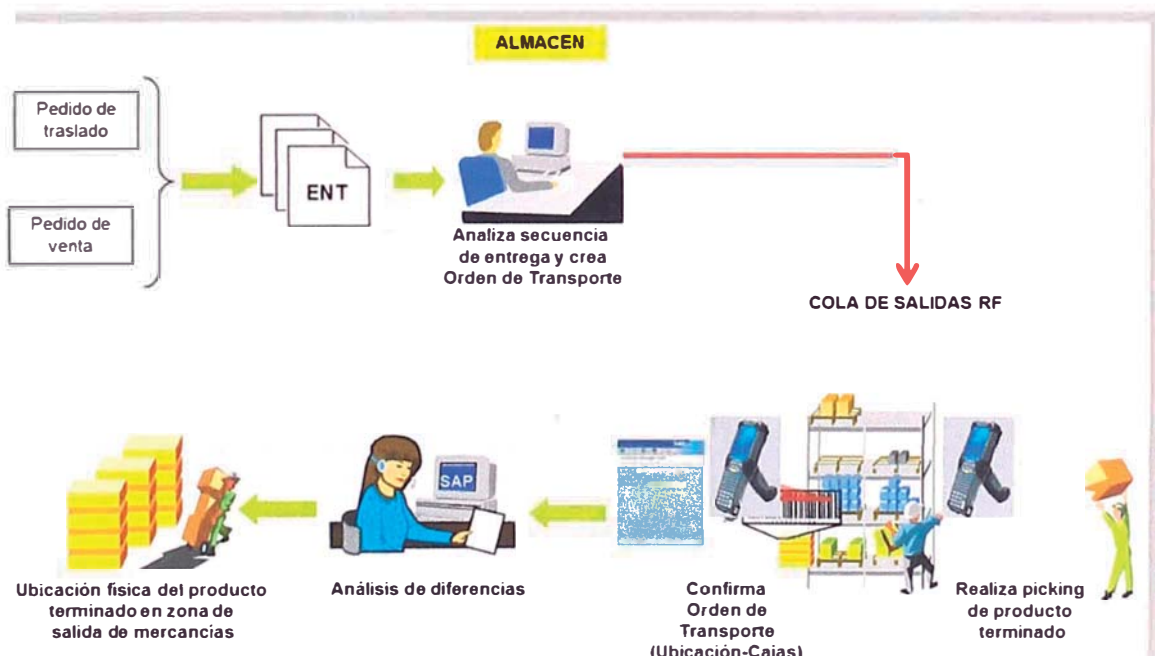 ALMACEN
Pedido de
traslado
Pedido de
venta
ENT
Analiza secuencia
de entrega y crea
Orden de Transporte
COLA DE SALIDAS RF
SAP
Ubicación física del producto
terminado en zona de
salida de mercancías
Análisis de diferencias
Confirma
Orden de
Transporte
(Ubicación-Cajas)
Realiza picking
de producto
terminado